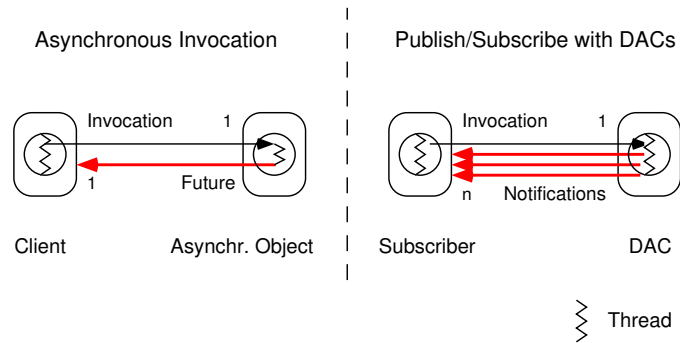 Asynchronous Invocation
Invocation 1
1 Future
Client Asynchr. Object
Publish/Subscribe with DACs
Invocation 1
n Notifications
Subscriber DAC
Thread